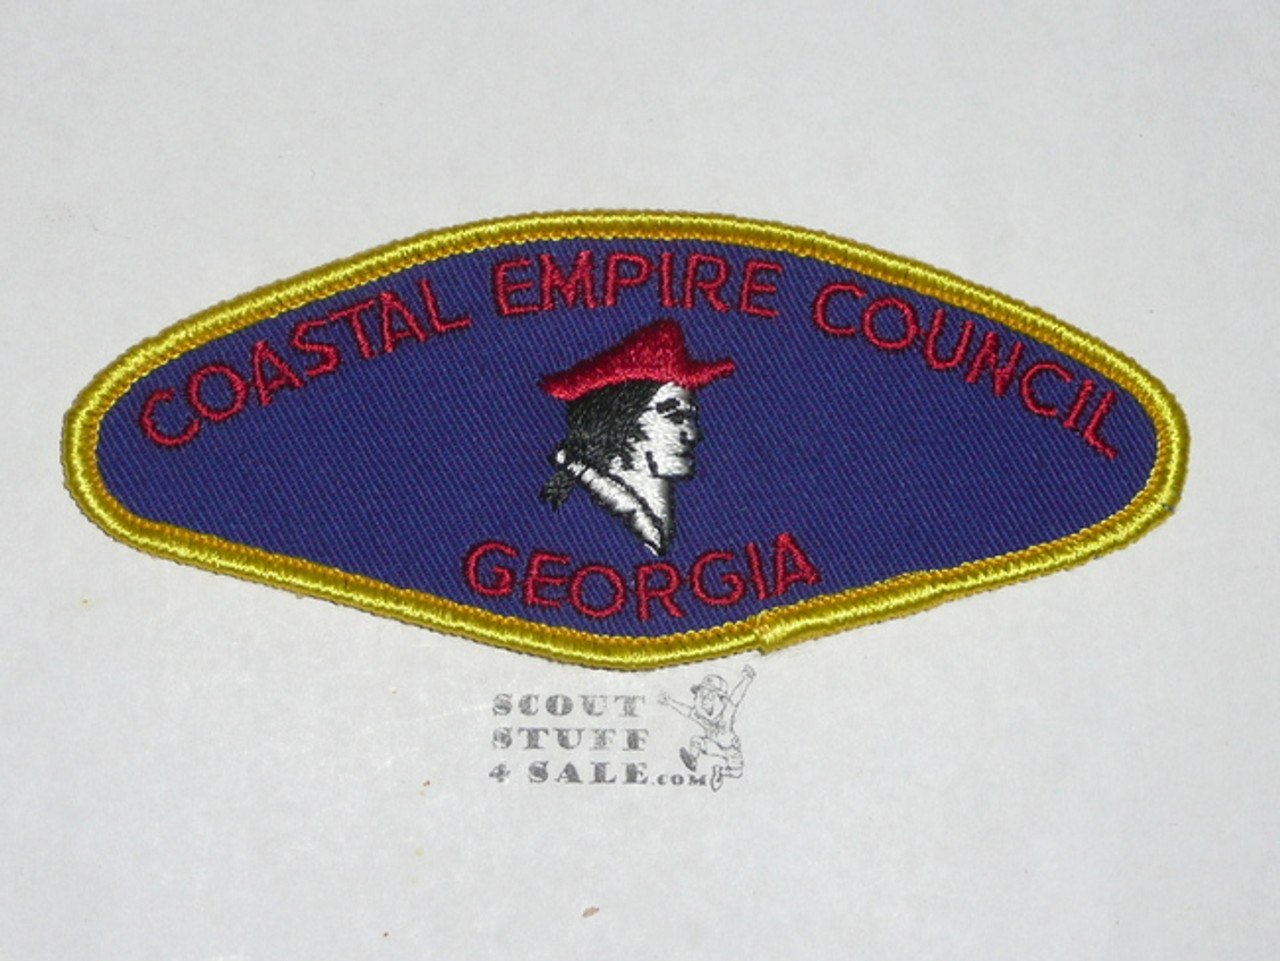 COASTAL EMPIRE COUNCIL
GEORGIA
SCOUT
STUFF
4 SALE.COM